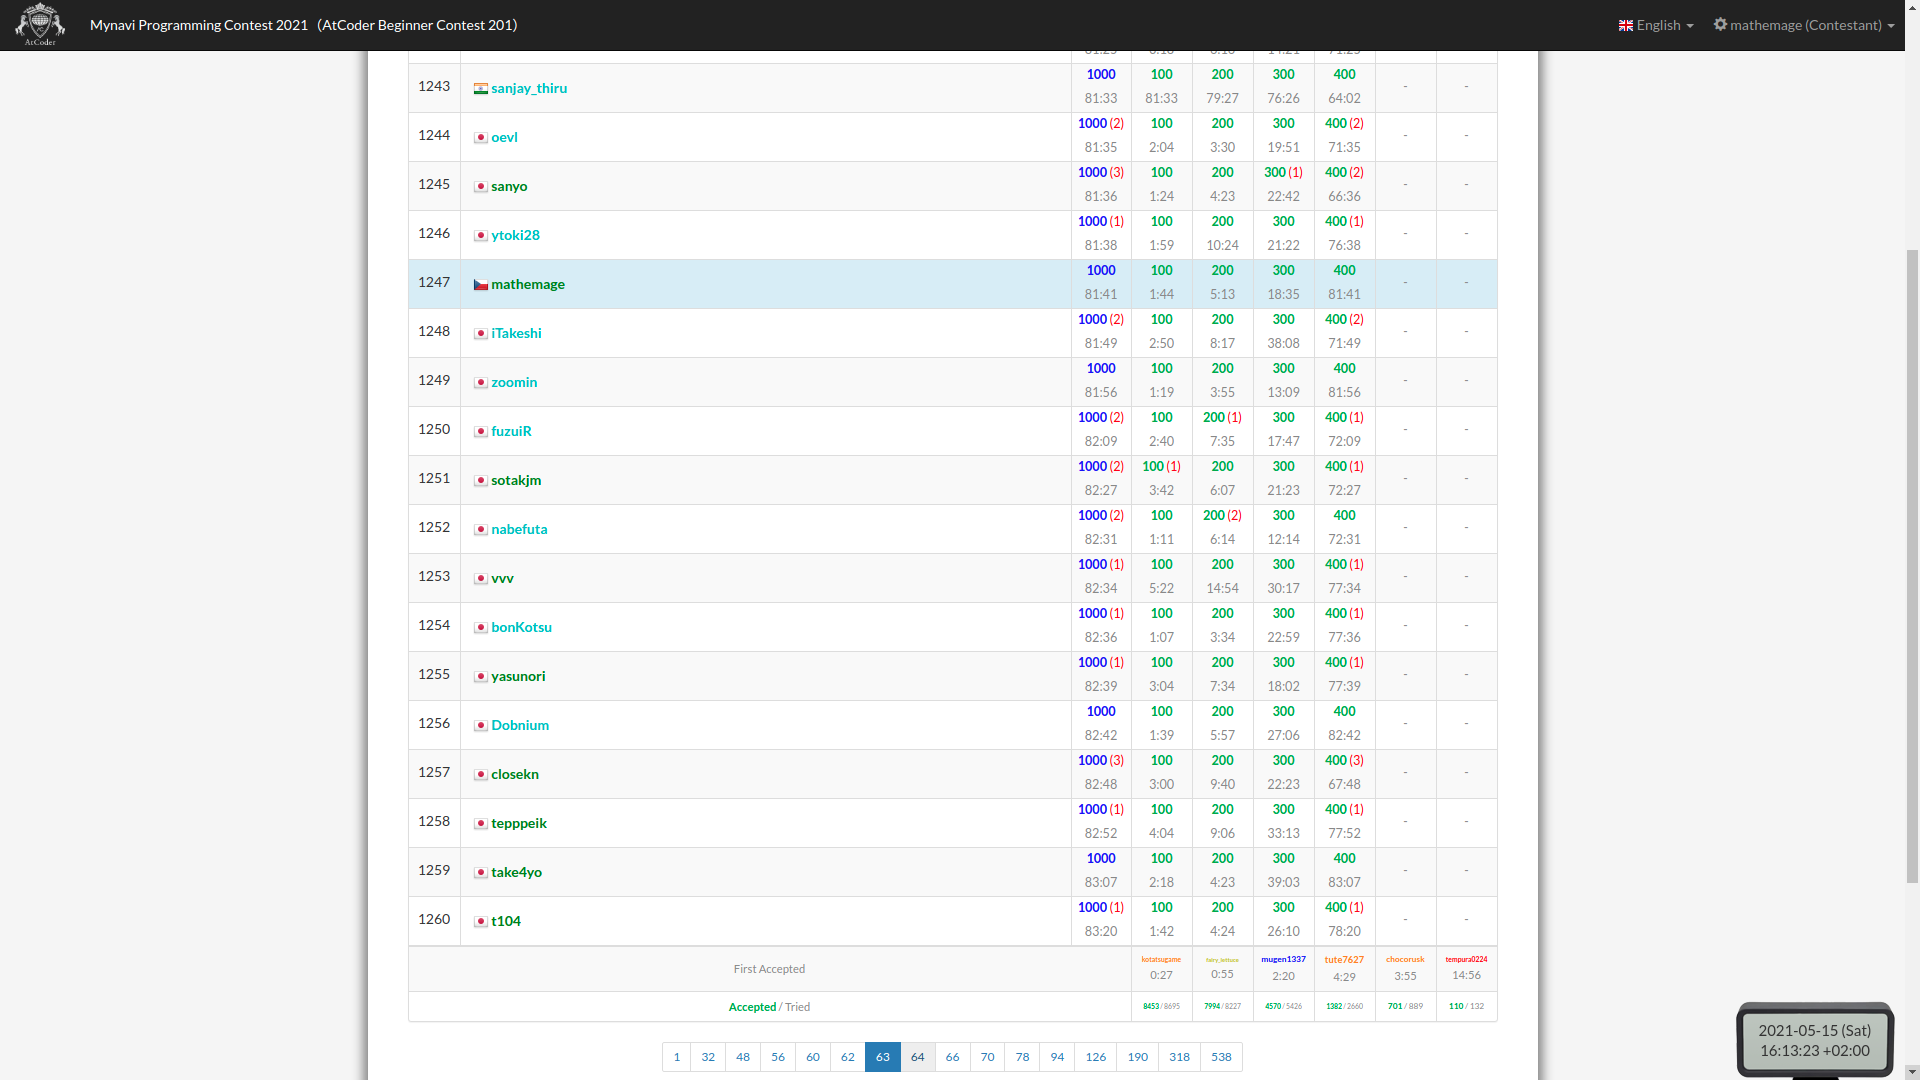 AtCoder
Mynavi Programming Contest 2021（AtCoder Beginner Contest 201）
English
mathemage (Contestant)
1243 sanjay_thiru 1000 100 200 300 400 - -
81:33 81:33 79:27 76:26 64:02
1244 oevl 1000 (2) 100 200 300 400 (2) - -
81:35 2:04 3:30 19:51 71:35
1245 sanyo 1000 (3) 100 200 300 (1) 400 (2) - -
81:36 1:24 4:23 22:42 66:36
1246 ytoki28 1000 (1) 100 200 300 400 (1) - -
81:38 1:59 10:24 21:22 76:38
1247 mathemage 1000 100 200 300 400 - -
81:41 1:44 5:13 18:35 81:41
1248 iTakeshi 1000 (2) 100 200 300 400 (2) - -
81:49 2:50 8:17 38:08 71:49
1249 zoomin 1000 100 200 300 400 - -
81:56 1:19 3:55 13:09 81:56
1250 fuzuiR 1000 (2) 100 200 (1) 300 400 (1) - -
82:09 2:40 7:35 17:47 72:09
1251 sotakjm 1000 (2) 100 (1) 200 300 400 (1) - -
82:27 3:42 6:07 21:23 72:27
1252 nabefuta 1000 (2) 100 200 (2) 300 400 - -
82:31 1:11 6:14 12:14 72:31
1253 vvv 1000 (1) 100 200 300 400 (1) - -
82:34 5:22 14:54 30:17 77:34
1254 bonKotsu 1000 (1) 100 200 300 400 (1) - -
82:36 1:07 3:34 22:59 77:36
1255 yasunori 1000 (1) 100 200 300 400 (1) - -
82:39 3:04 7:34 18:02 77:39
1256 Dobnium 1000 100 200 300 400 - -
82:42 1:39 5:57 27:06 82:42
1257 closekn 1000 (3) 100 200 300 400 (3) - -
82:48 3:00 9:40 22:23 67:48
1258 tepppeik 1000 (1) 100 200 300 400 (1) - -
82:52 4:04 9:06 33:13 77:52
1259 take4yo 1000 100 200 300 400 - -
83:07 2:18 4:23 39:03 83:07
1260 t104 1000 (1) 100 200 300 400 (1) - -
83:20 1:42 4:24 26:10 78:20
First Accepted kotatsugame fairy_lettuce mugen1337 tute7627 chocorusk tempura0224
0:27 0:55 2:20 4:29 3:55 14:56
Accepted / Tried 8453 / 8695 7994 / 8227 4570 / 5426 1382 / 2660 701 / 889 110 / 132
1 32 48 56 60 62 63 64 66 70 78 94 126 190 318 538
2021-05-15 (Sat)
16:13:23 +02:00